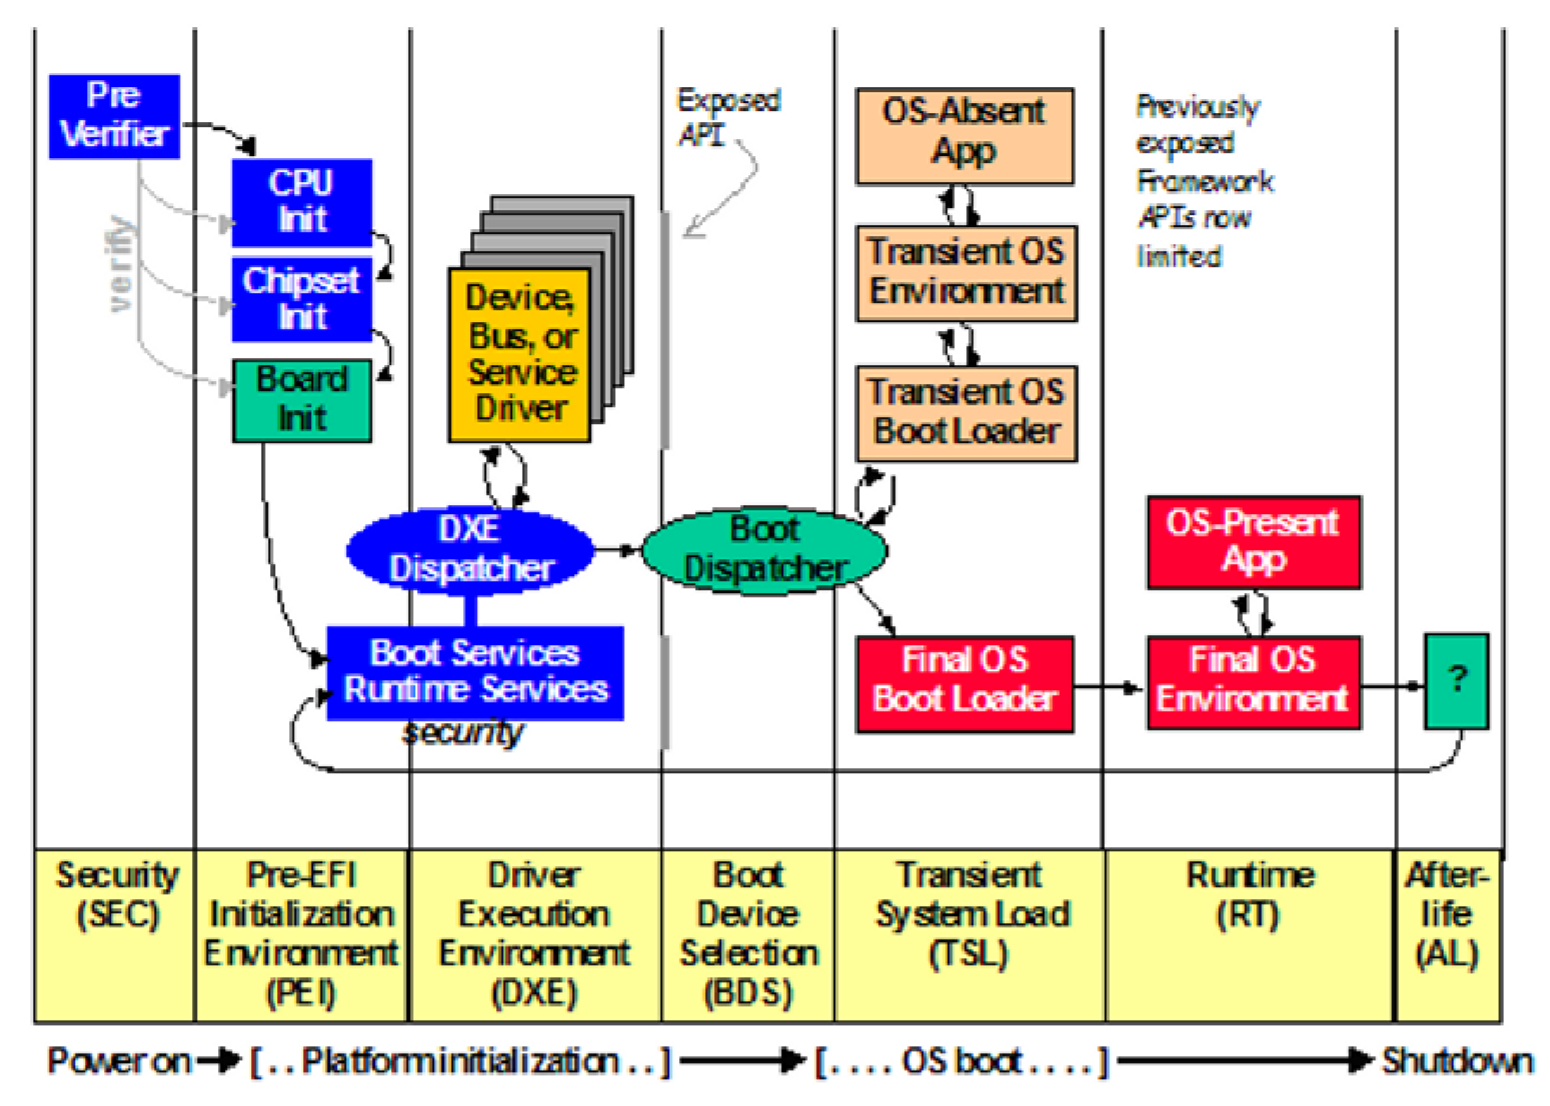 Pre
Verifier
verify
CPU
Init
Chipset
Init
Board
Init
Device,
Bus, or
Service
Driver
DXE
Dispatcher
Boot Services
Runtime Services
security
Exposed
API
Boot
Dispatcher
OS-Absent
App
Transient OS
Environment
Transient OS
Boot Loader
Final OS
Boot Loader
Previously
exposed
Framework
APIs now
limited
OS-Present
App
Final OS
Environment
?
Security
(SEC)
Pre-EFI
Initialization
Environment
(PEI)
Driver
Execution
Environment
(DXE)
Boot
Device
Selection
(BDS)
Transient
System Load
(TSL)
Runtime
(RT)
After-
life
(AL)
Power on [. . Platform initialization . . ] [. . . . OS boot . . . . ] Shutdown